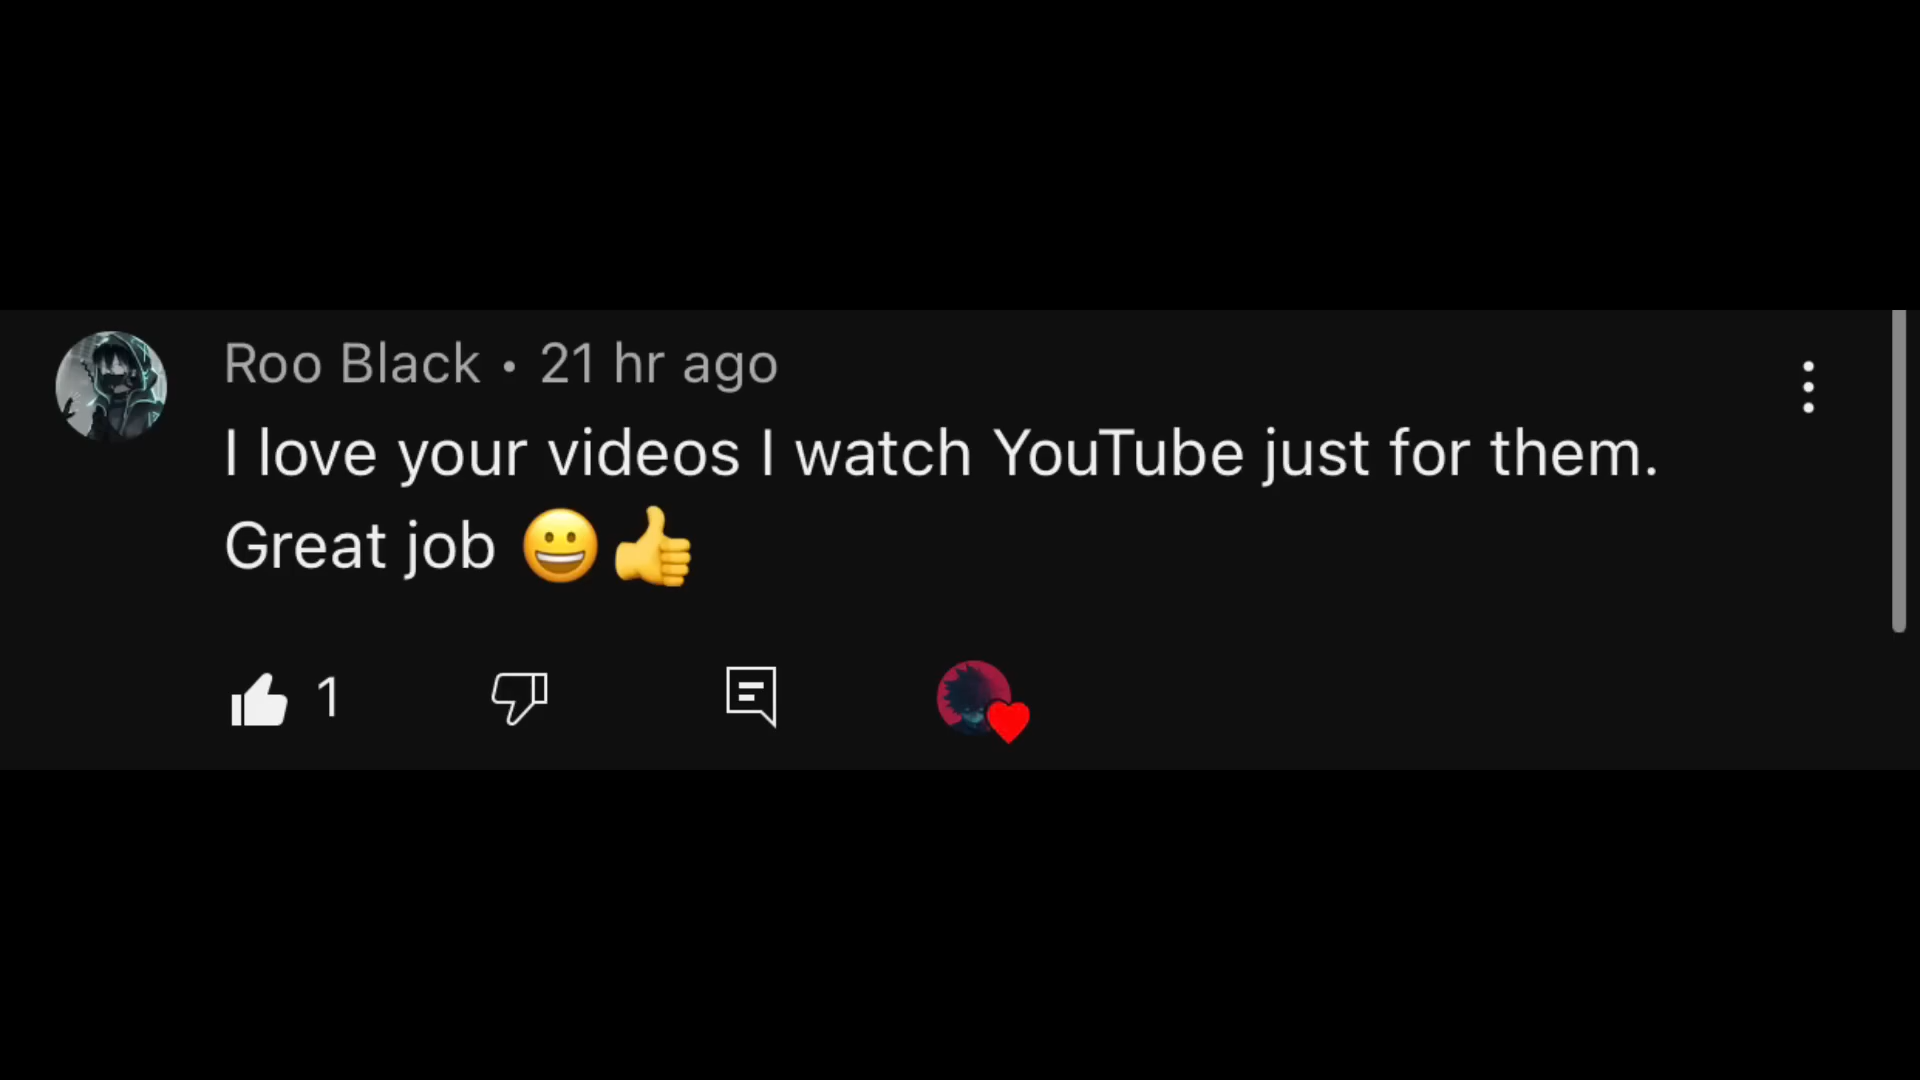 Roo Black • 21 hr ago
I love your videos I watch YouTube just for them.
Great job 😀👍
1